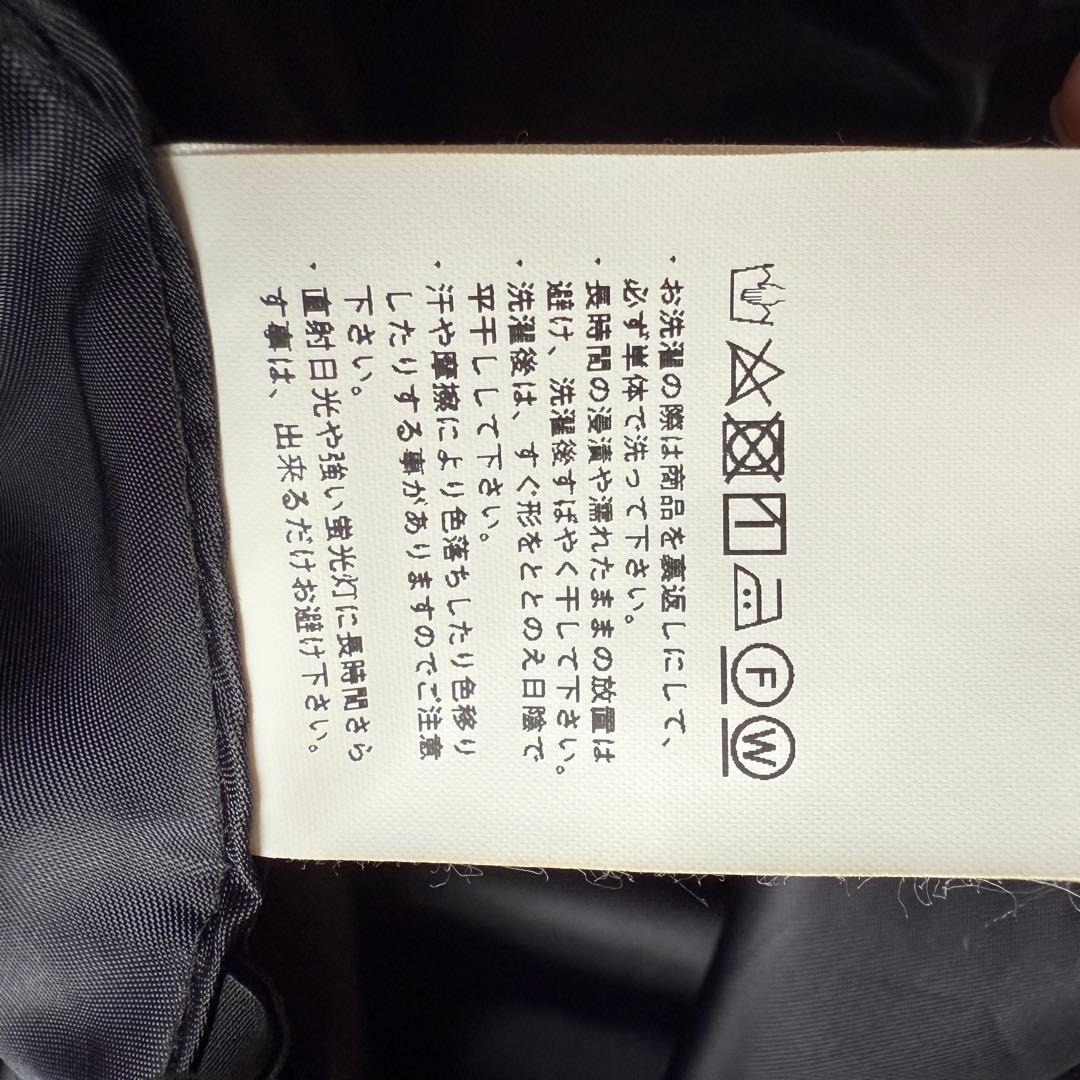 F W
・お洗濯の際は商品を裏返しにして、
必ず単体で洗って下さい。
・長時間の浸漬や濡れたままの放置は
避け、洗濯後すばやく干して下さい。
・洗濯後は、すぐ形をととのえ日陰で
平干しして下さい。
・汗や摩擦により色落ちしたり色移り
したりする事がありますのでご注意
下さい。
・直射日光や強い蛍光灯に長時間さら
す事は、出来るだけお避け下さい。